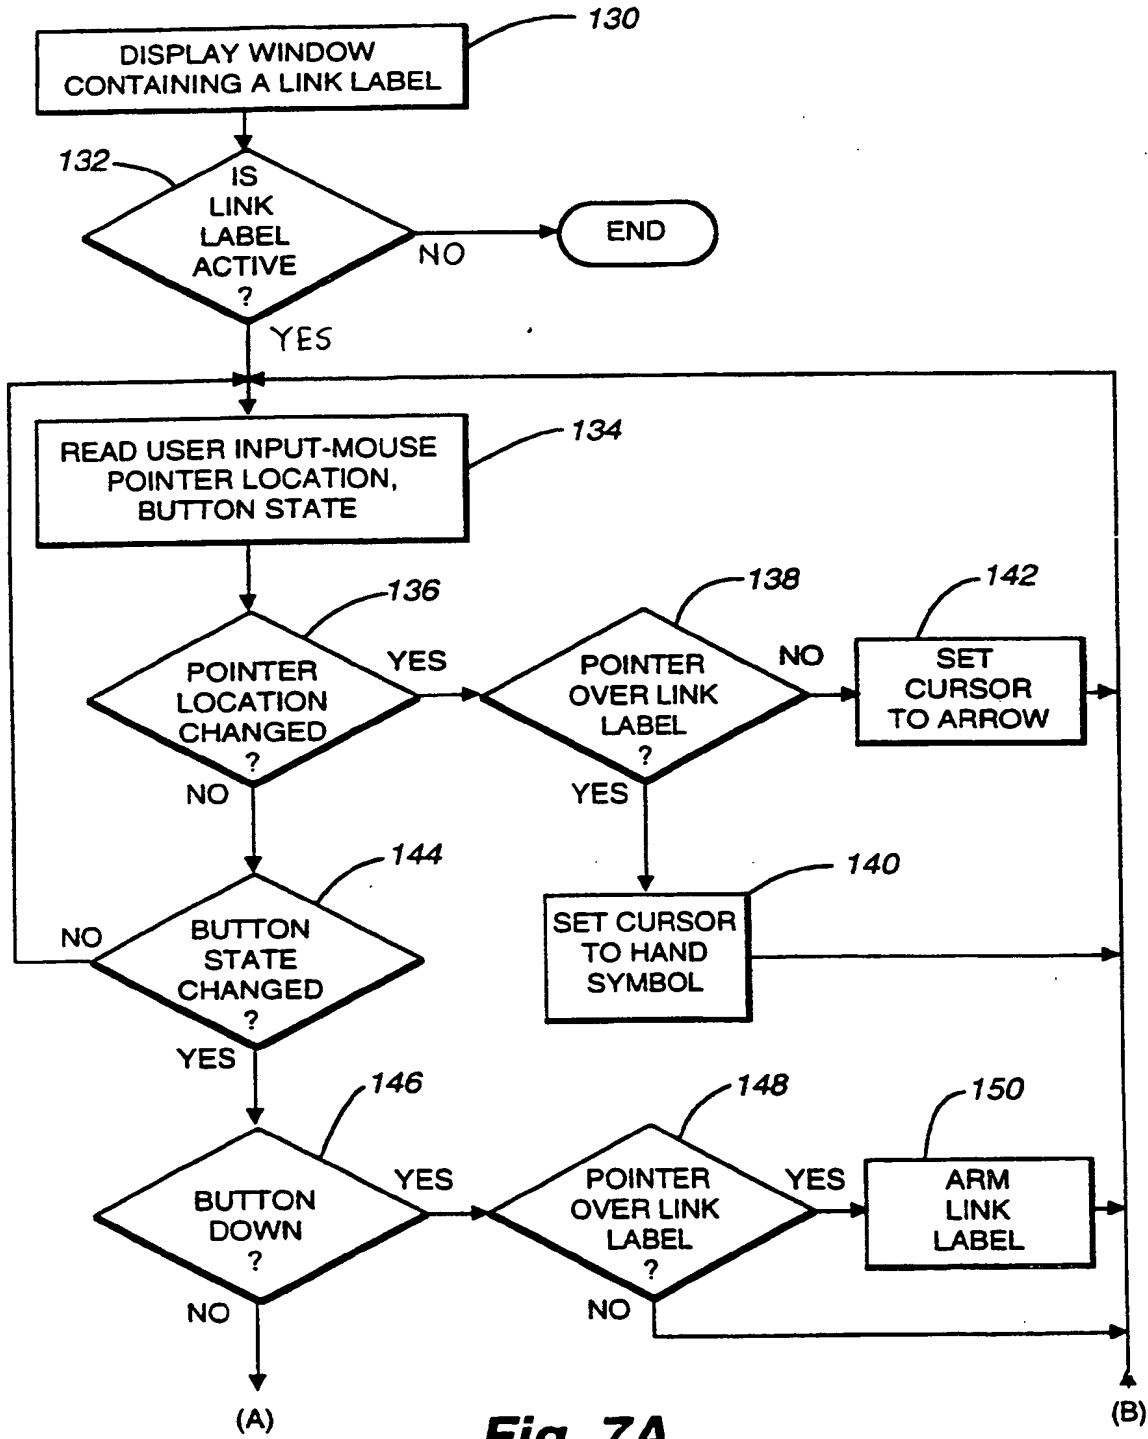 130
DISPLAY WINDOW
CONTAINING A LINK LABEL
132
IS
LINK
LABEL
ACTIVE
?
NO
END
YES
134
READ USER INPUT-MOUSE
POINTER LOCATION,
BUTTON STATE
136
POINTER
LOCATION
CHANGED
?
YES
NO
138
POINTER
OVER LINK
LABEL
?
NO
YES
142
SET
CURSOR
TO ARROW
140
SET CURSOR
TO HAND
SYMBOL
144
BUTTON
STATE
CHANGED
?
NO
YES
146
BUTTON
DOWN
?
YES
NO
148
POINTER
OVER LINK
LABEL
?
YES
NO
150
ARM
LINK
LABEL
(A)
(B)
Fig. 7A